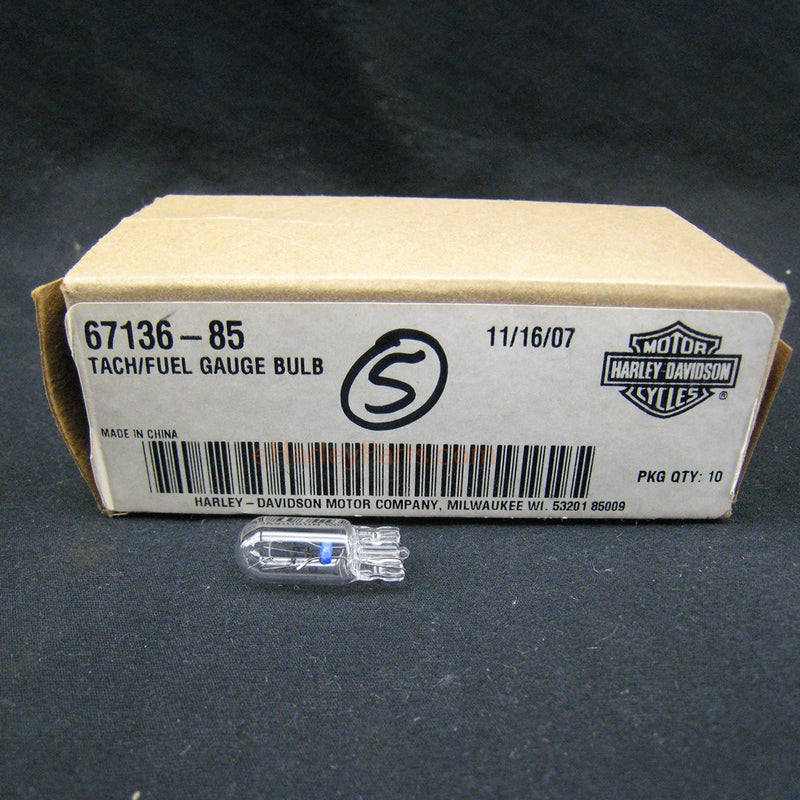 67136-85
11/16/07
TACH/FUEL GAUGE BULB
5
MOTOR
HARLEY-DAVIDSON
CYCLES
®
MADE IN CHINA
PKG QTY: 10
HARLEY-DAVIDSON MOTOR COMPANY, MILWAUKEE WI. 53201 85009